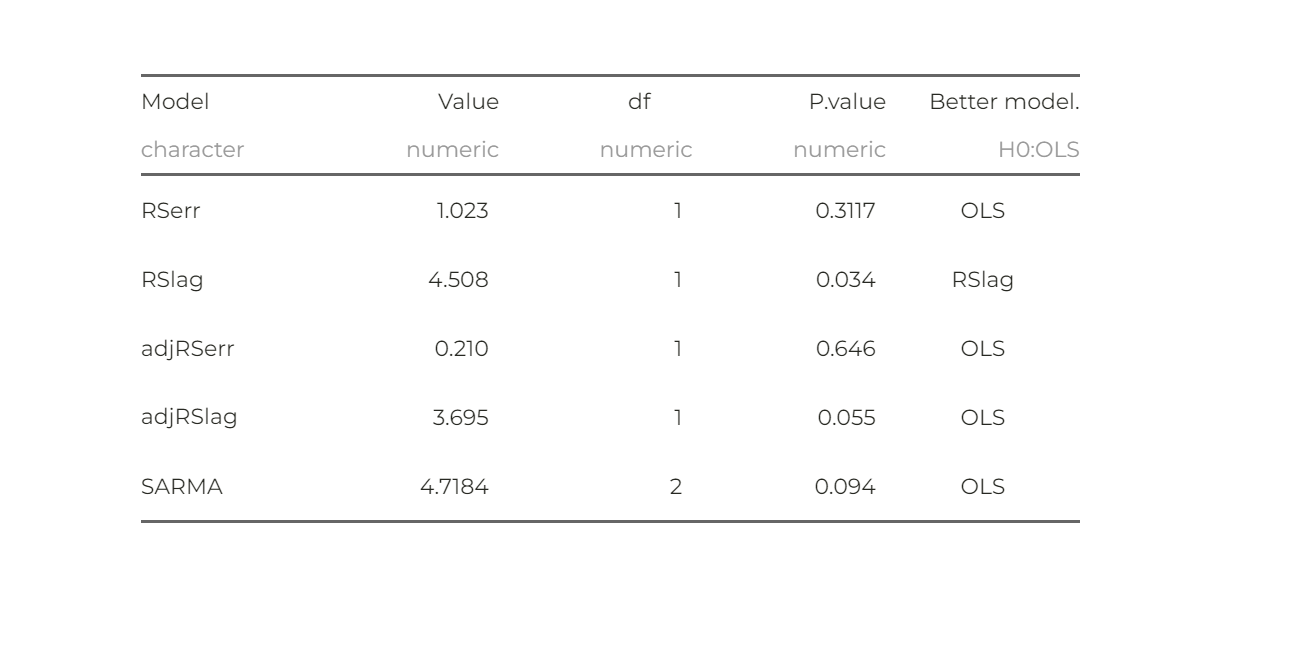 Model Value df P.value Better model.
character numeric numeric numeric H0:OLS
RSerr 1.023 1 0.3117 OLS
RSlag 4.508 1 0.034 RSlag
adjRSerr 0.210 1 0.646 OLS
adjRSlag 3.695 1 0.055 OLS
SARMA 4.7184 2 0.094 OLS